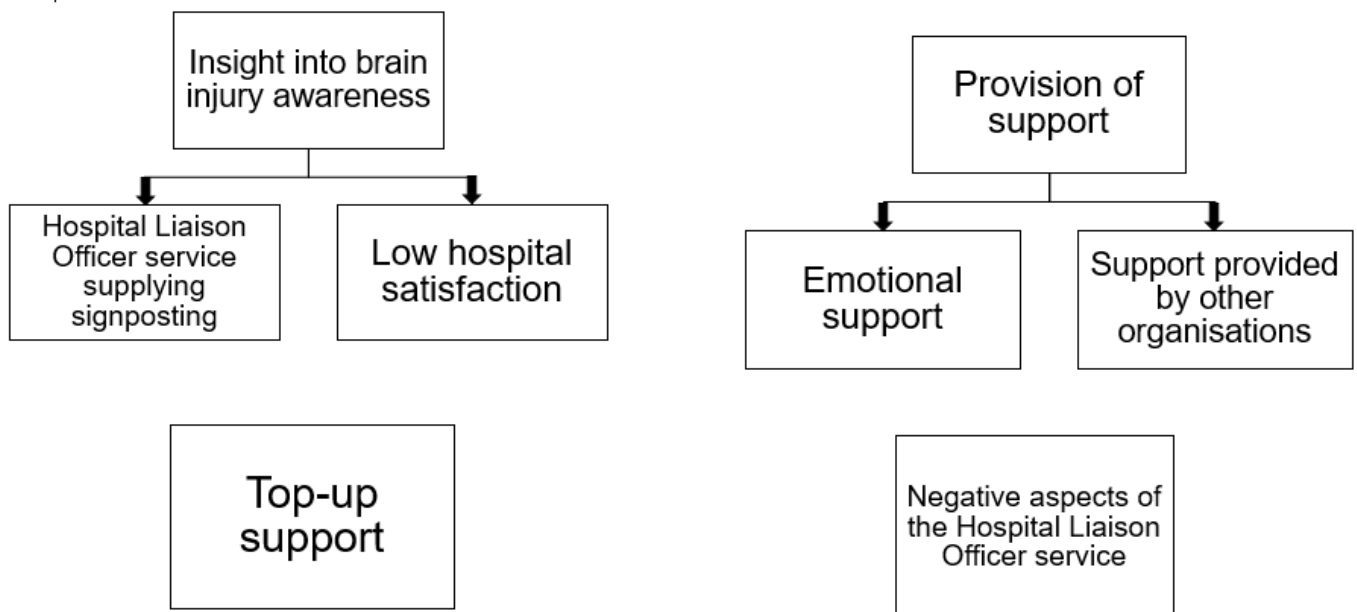 Insight into brain
injury awareness
Provision of
support
Hospital Liaison
Officer service
supplying
signposting
Low hospital
satisfaction
Emotional
support
Support provided
by other
organisations
Top-up
support
Negative aspects of
the Hospital Liaison
Officer service